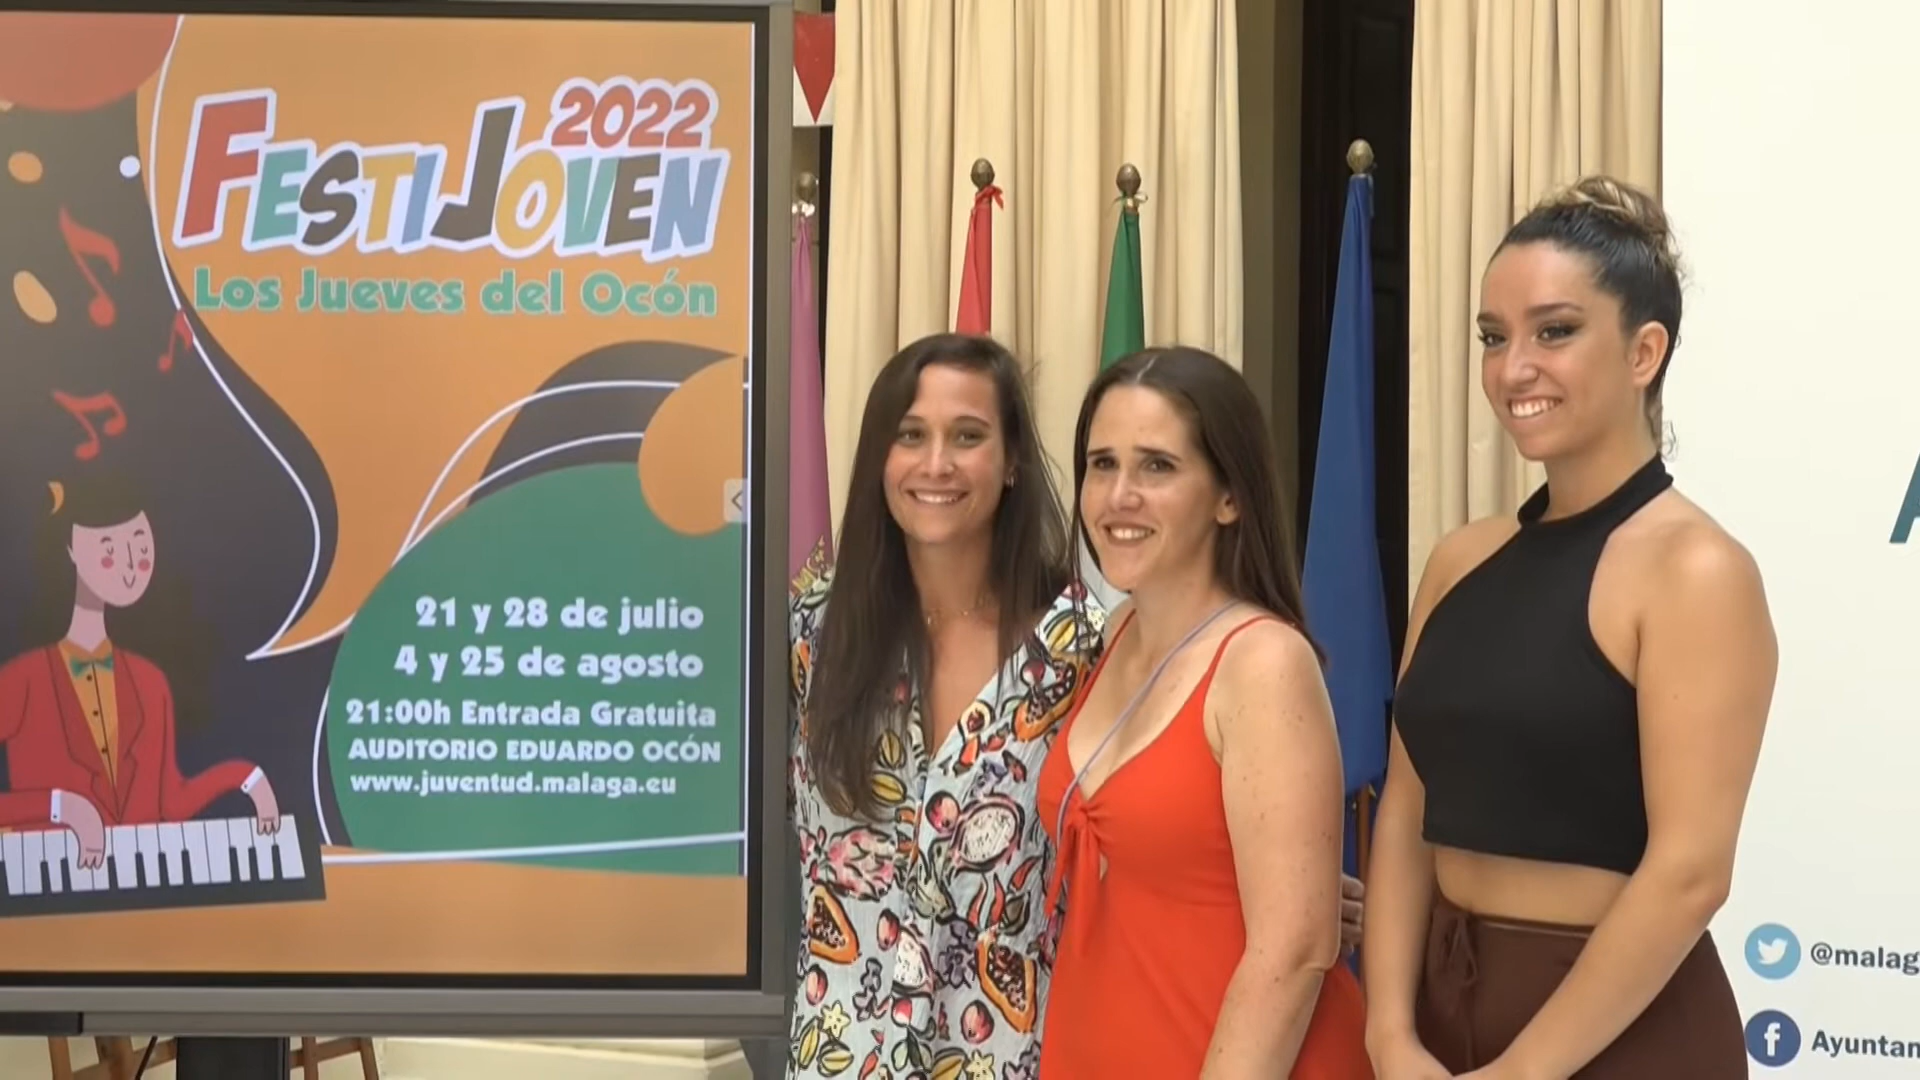 2022
FESTIJOVEN
Los Jueves del Ocón
21 y 28 de julio
4 y 25 de agosto
21:00h Entrada Gratuita
AUDITORIO EDUARDO OCÓN
www.juventud.malaga.eu
@malag
Ayuntan